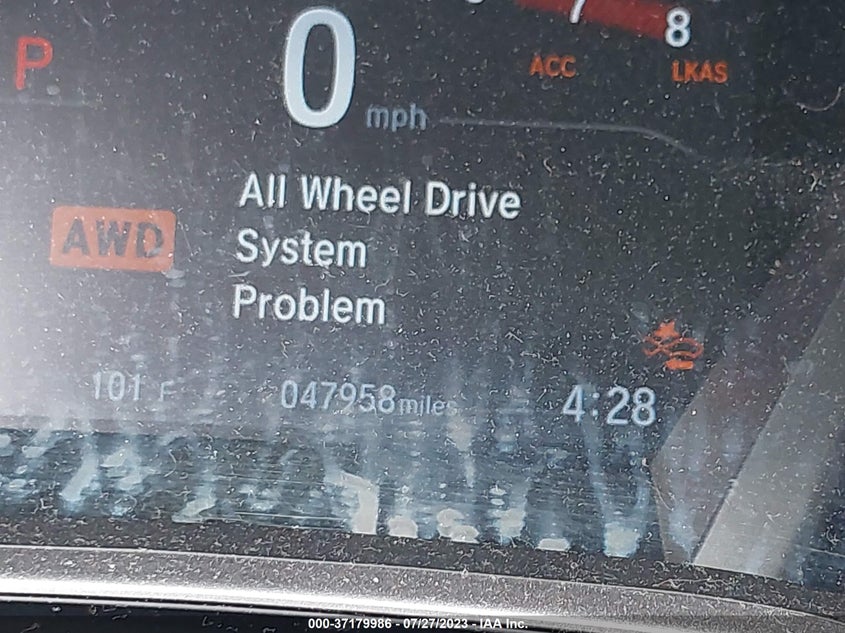 P
0 mph
7
8
ACC
LKAS
All Wheel Drive
System
Problem
AWD
101 F
047958 miles
4:28
000-37179986 - 07/27/2023 - IAA Inc.